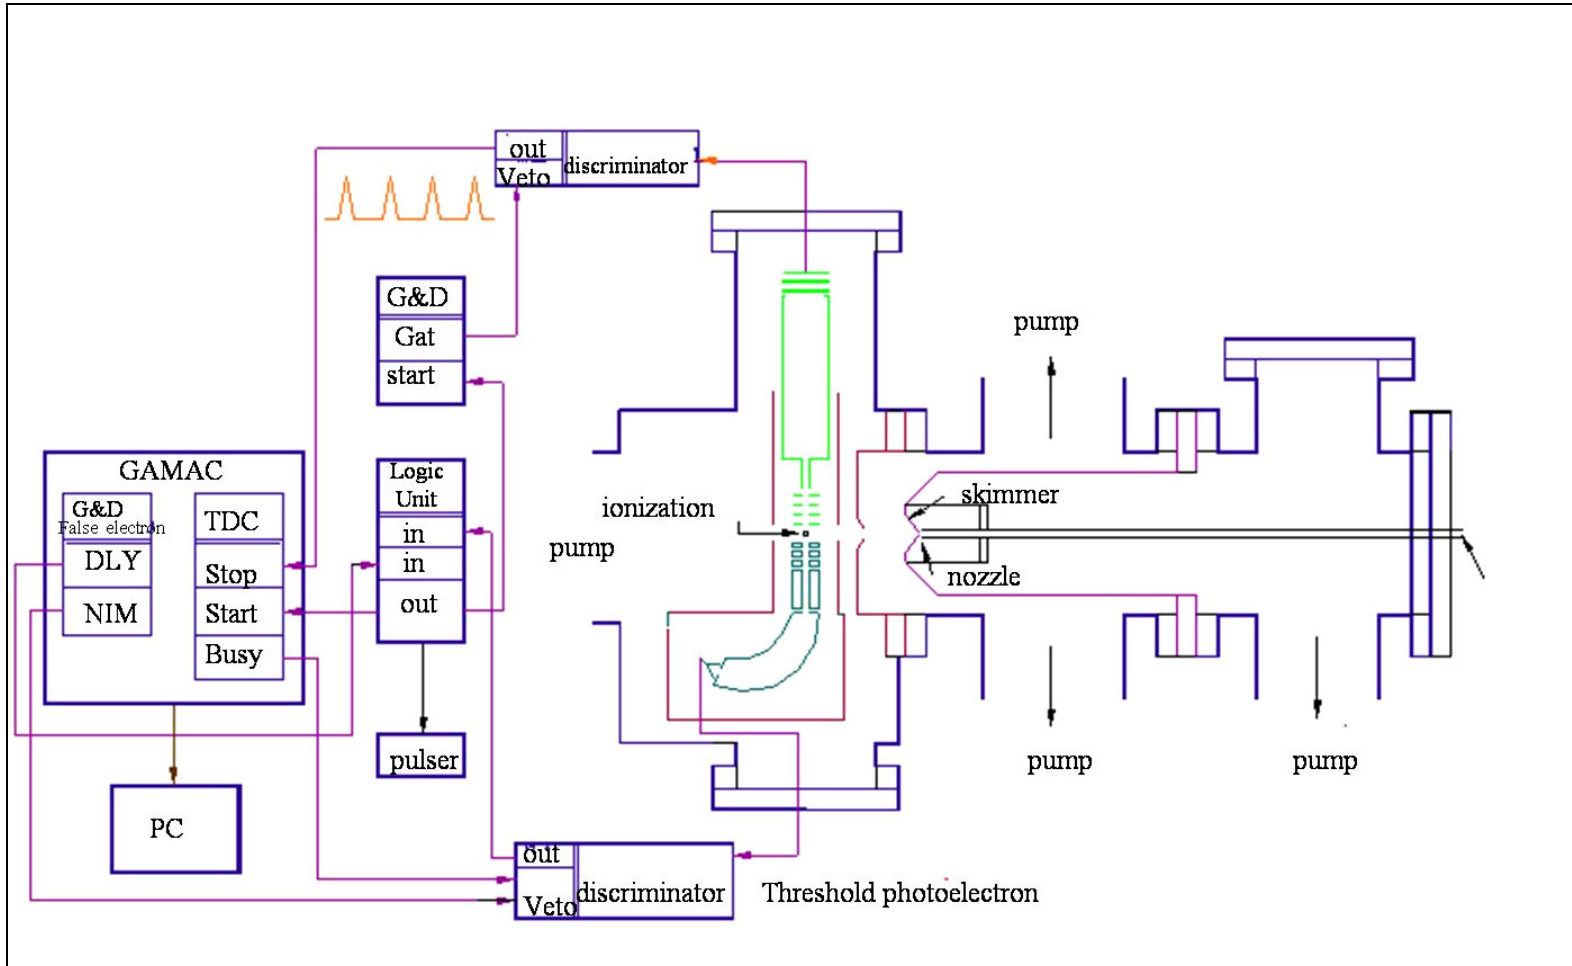 out
Veto
discriminator
G&D
Gat
start
pump
GAMAC
G&D
False electron
DLY
NIM
TDC
Stop
Start
Busy
Logic
Unit
in
in
out
ionization
pump
skimmer
nozzle
pulser
PC
pump
pump
out
Veto
discriminator
Threshold photoelectron